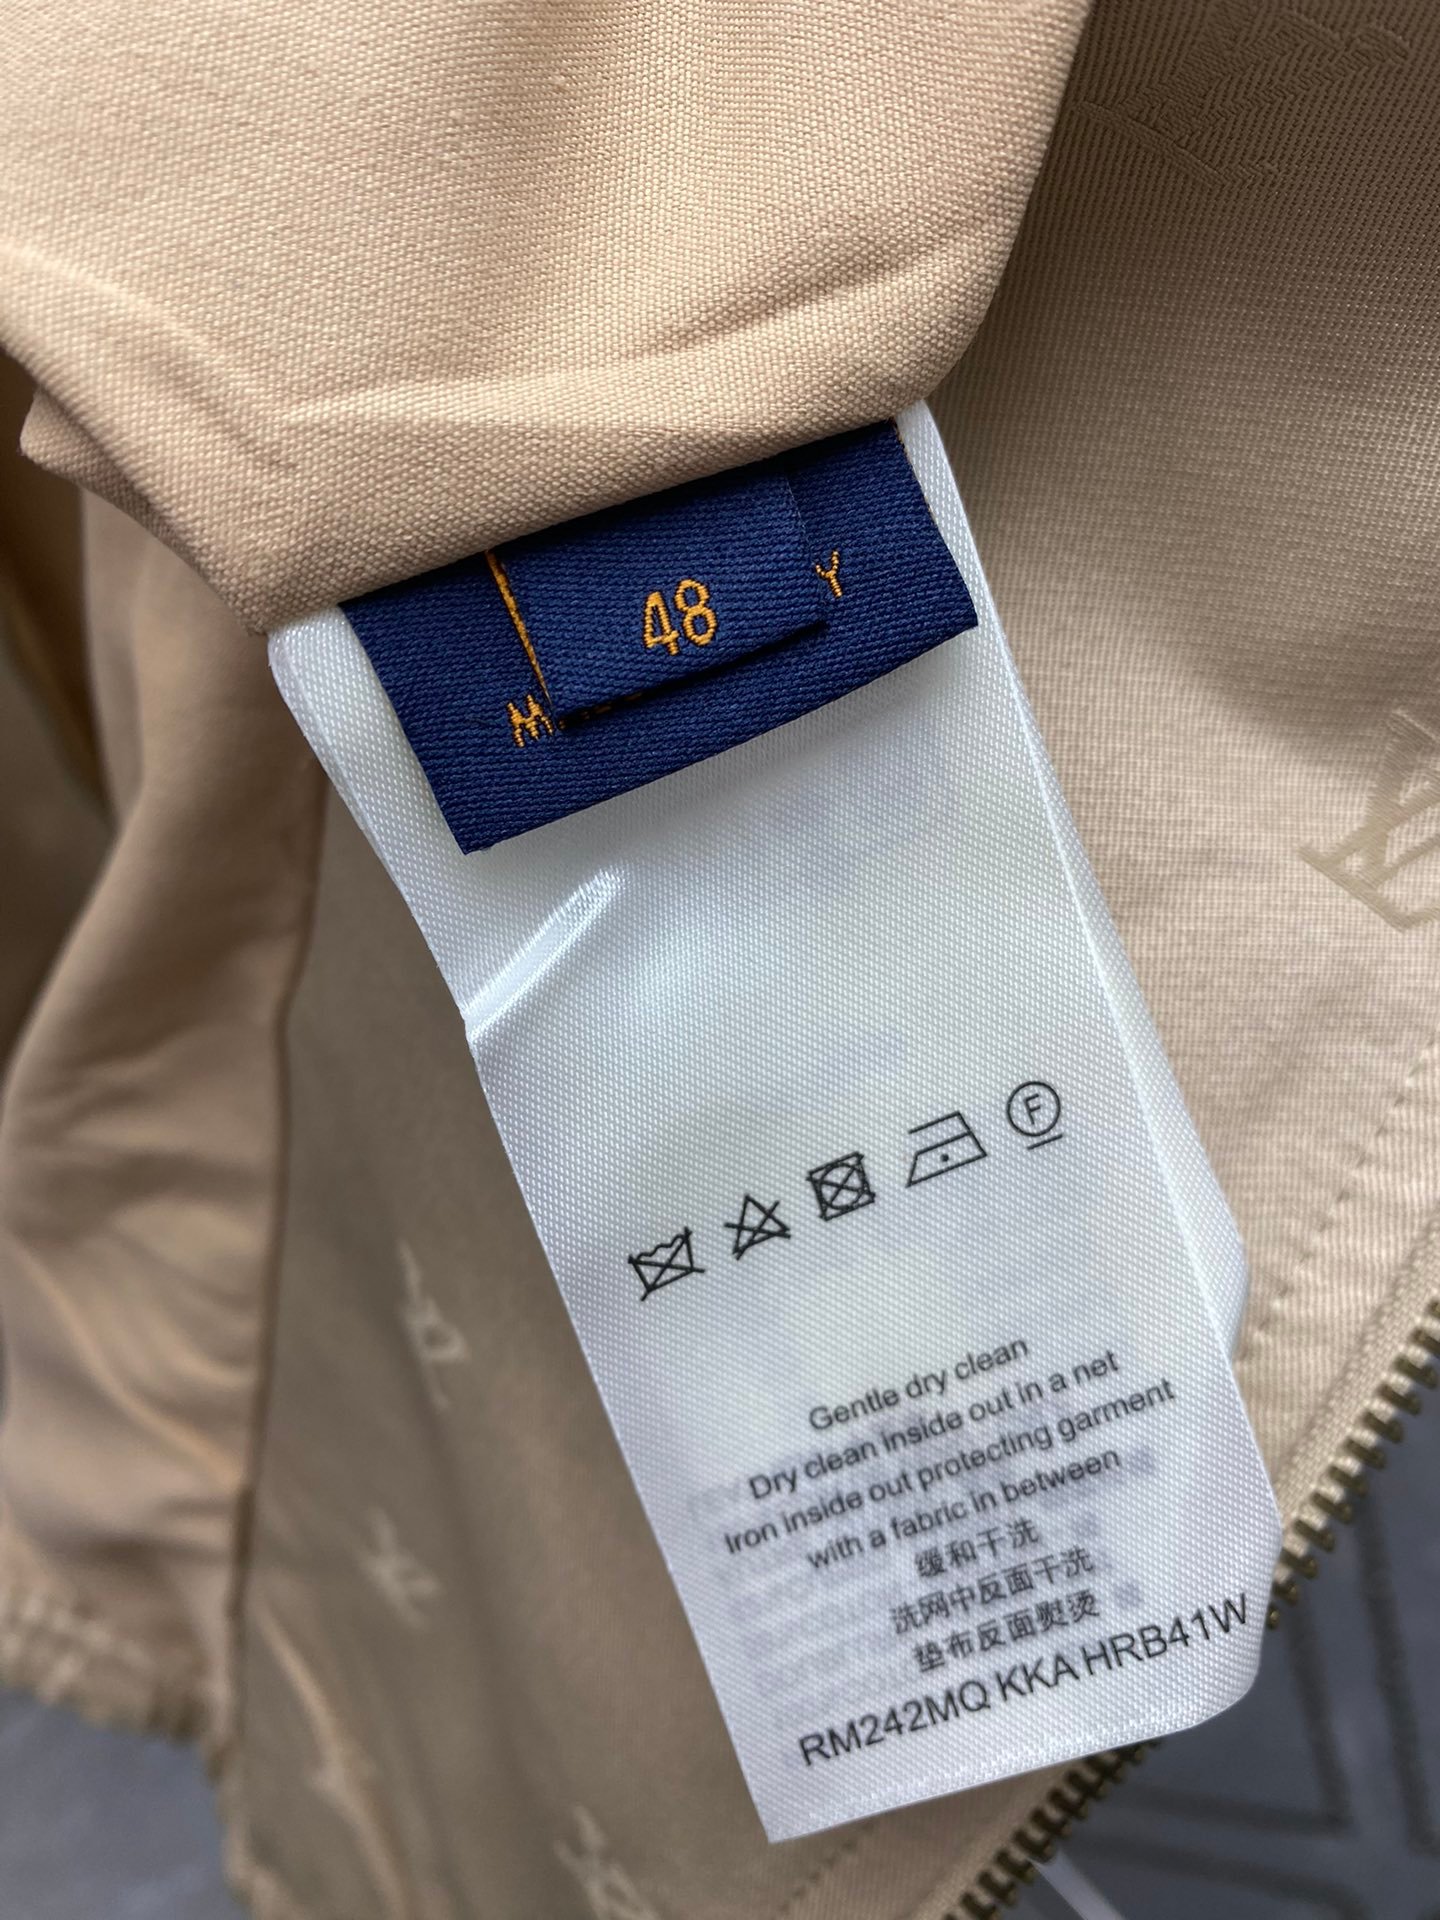 48
Y
F
Gentle dry clean
Dry clean inside out in a net
Iron inside out protecting garment
with a fabric in between
缓和干洗
洗网中反面干洗
垫布反面熨烫
RM242MQ KKA HRB41W